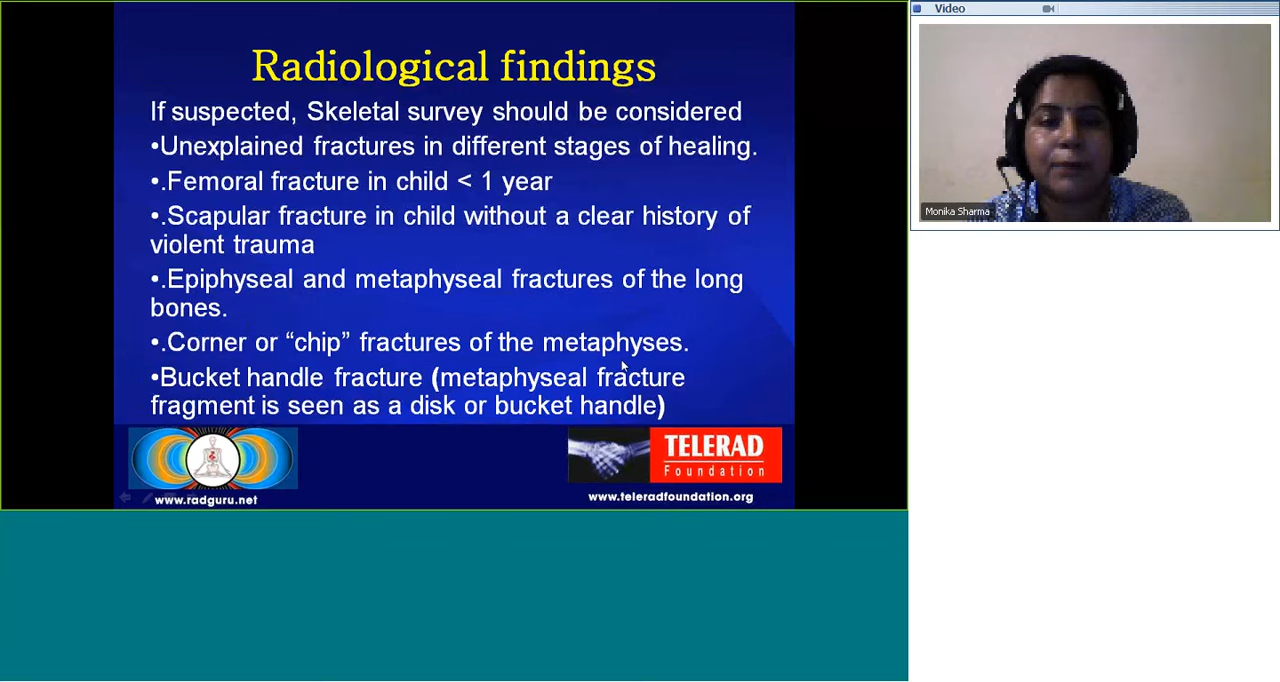 Video
Radiological findings
If suspected, Skeletal survey should be considered
•Unexplained fractures in different stages of healing.
•.Femoral fracture in child < 1 year
•.Scapular fracture in child without a clear history of
violent trauma
•.Epiphyseal and metaphyseal fractures of the long
bones.
•.Corner or “chip” fractures of the metaphyses.
•Bucket handle fracture (metaphyseal fracture
fragment is seen as a disk or bucket handle)
www.radguru.net
TELERAD
Foundation
www.teleradfoundation.org
Monika Sharma